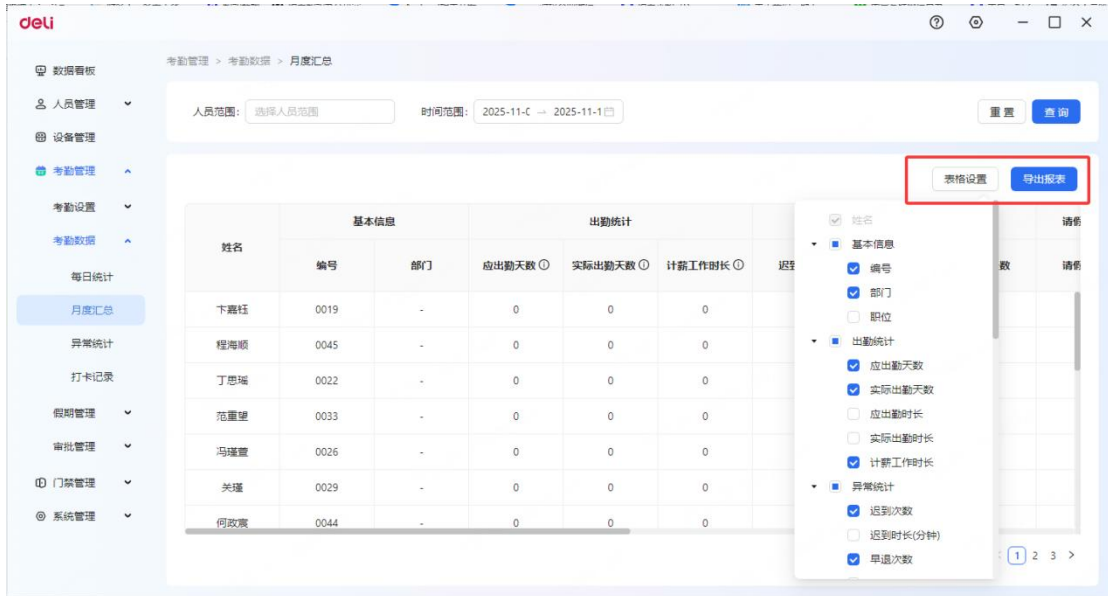 deli
数据看板
人员管理
设备管理
考勤管理
考勤设置
考勤数据
每日统计
月度汇总
异常统计
打卡记录
假期管理
审批管理
门禁管理
系统管理
考勤管理 > 考勤数据 > 月度汇总
人员范围: 选择人员范围 时间范围: 2025-11-0 → 2025-11-1 重置 查询
表格设置 导出报表
姓名 基本信息 出勤统计
编号 部门 应出勤天数 实际出勤天数 计薪工作时长
卞嘉钰 0019 - 0 0 0
程海顺 0045 - 0 0 0
丁思瑶 0022 - 0 0 0
范重望 0033 - 0 0 0
冯瑾萱 0026 - 0 0 0
关瑾 0029 - 0 0 0
何政宸 0044 - 0 0 0
姓名
基本信息
编号
部门
职位
出勤统计
应出勤天数
实际出勤天数
应出勤时长
实际出勤时长
计薪工作时长
异常统计
迟到次数
迟到时长(分钟)
早退次数
1 2 3 >